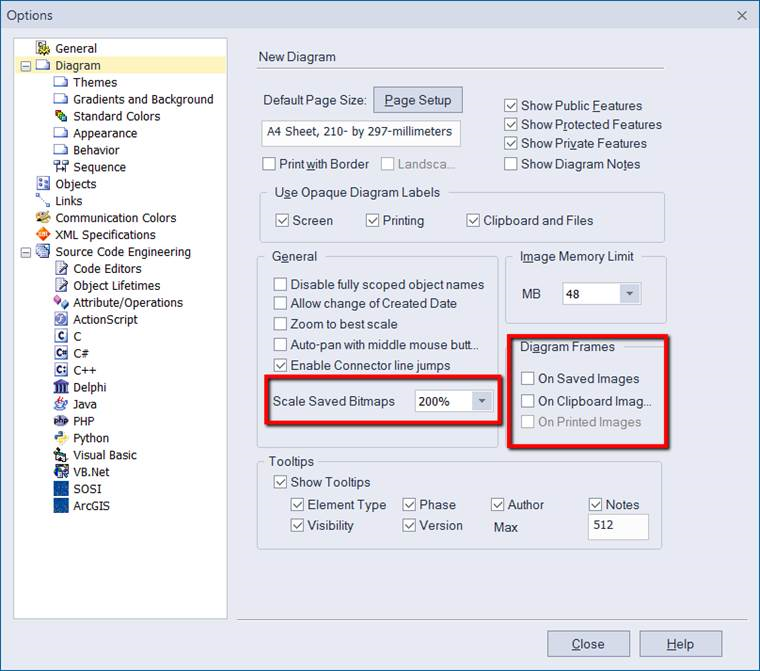 Options
General
Diagram
Themes
Gradients and Background
Standard Colors
Appearance
Behavior
Sequence
Objects
Links
Communication Colors
XML Specifications
Source Code Engineering
Code Editors
Object Lifetimes
Attribute/Operations
ActionScript
C
C#
C++
Delphi
Java
PHP
Python
Visual Basic
VB.Net
SOSI
ArcGIS
New Diagram
Default Page Size: Page Setup
A4 Sheet, 210- by 297-millimeters
Print with Border Landsca...
Show Public Features
Show Protected Features
Show Private Features
Show Diagram Notes
Use Opaque Diagram Labels
Screen Printing Clipboard and Files
General
Disable fully scoped object names
Allow change of Created Date
Zoom to best scale
Auto-pan with middle mouse butt...
Enable Connector line jumps
Scale Saved Bitmaps 200%
Image Memory Limit
MB 48
Diagram Frames
On Saved Images
On Clipboard Imag...
On Printed Images
Tooltips
Show Tooltips
Element Type Phase Author Notes
Visibility Version Max 512
Close Help